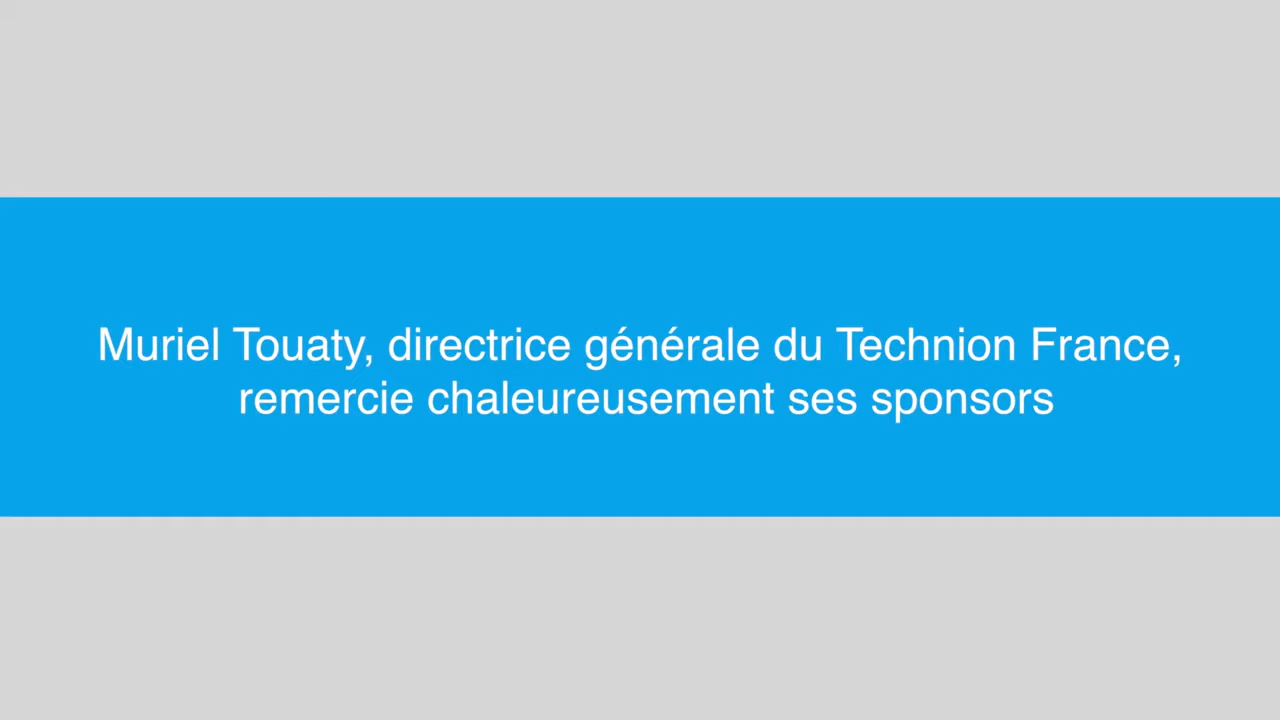 Muriel Touaty, directrice générale du Technion France,
remercie chaleureusement ses sponsors